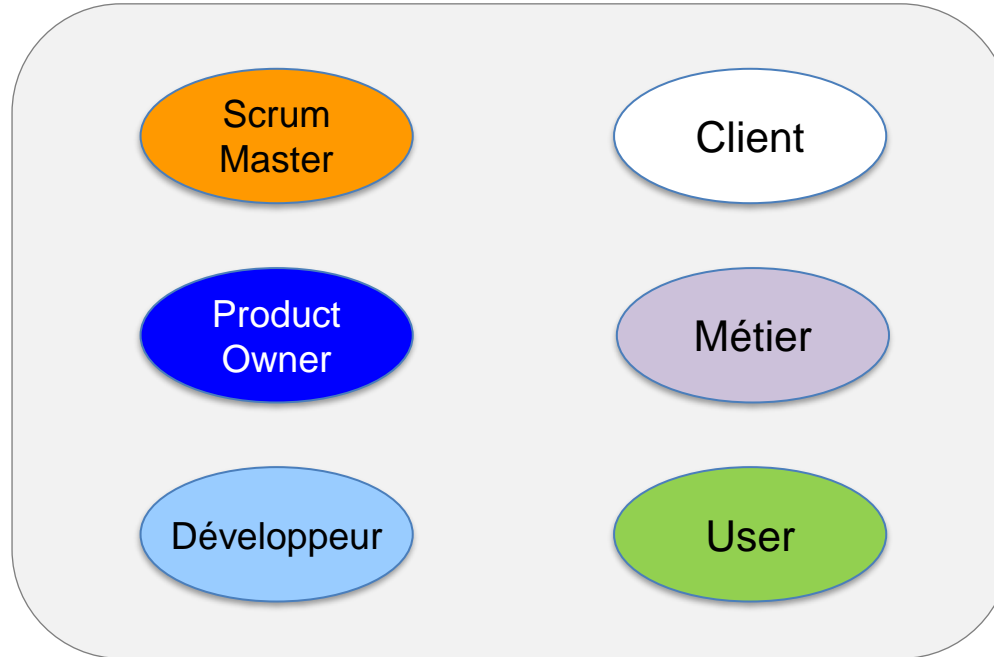 Scrum
Master
Client
Product
Owner
Métier
Développeur
User